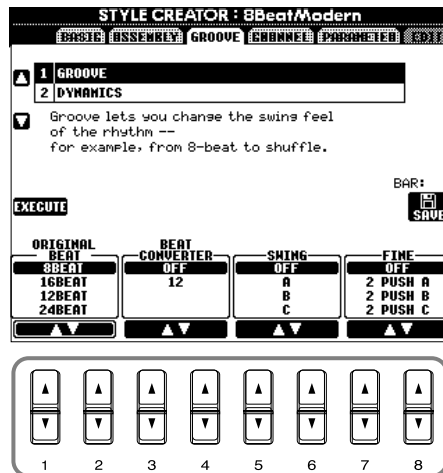 STYLE CREATOR : 8BeatModern
BASIC ASSEMBLY GROOVE CHANNEL PARAMETER EDIT
1 GROOVE
2 DYNAMICS
Groove lets you change the swing feel
of the rhythm --
for example, from 8-beat to shuffle.
BAR:
EXECUTE
SAVE
ORIGINAL BEAT
8BEAT
16BEAT
12BEAT
24BEAT
BEAT CONVERTER
OFF
12
SWING
OFF
A
B
C
FINE
OFF
2 PUSH A
2 PUSH B
2 PUSH C
1 2 3 4 5 6 7 8